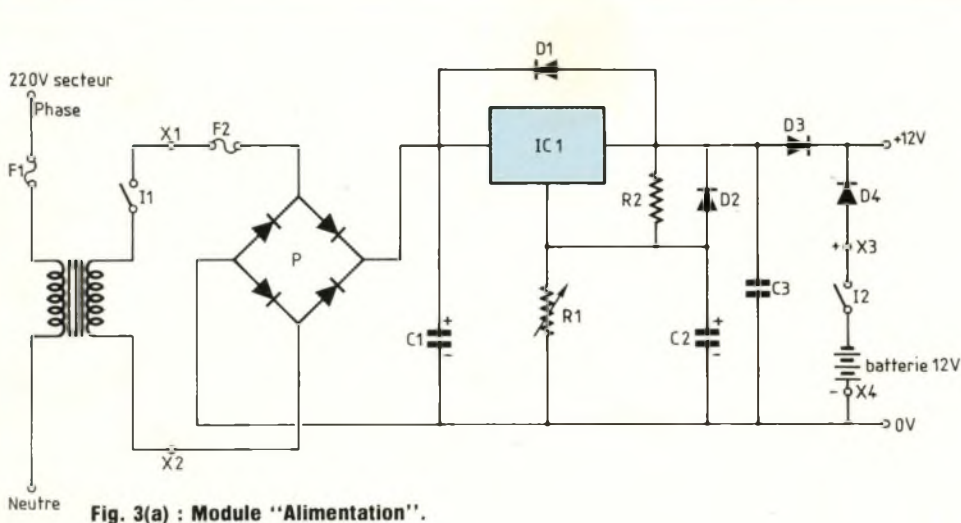 220V secteur
Phase
F1
I1
X1
F2
P
X2
Neutre
D1
IC1
R2
D2
D3
+12V
D4
+ X3
I2
C1
+
-
R1
C2
+
-
C3
batterie 12V
- X4
0V
Fig. 3(a) : Module "Alimentation".